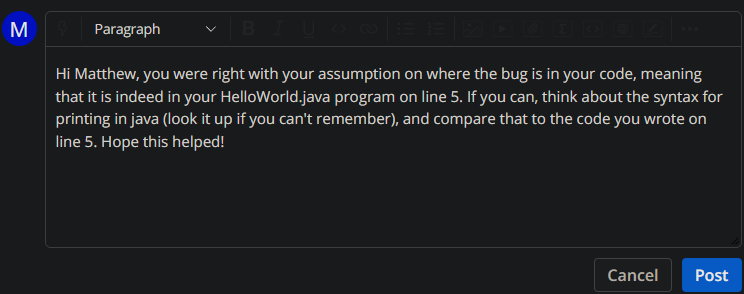 M
Paragraph
B I U
Hi Matthew, you were right with your assumption on where the bug is in your code, meaning
that it is indeed in your HelloWorld.java program on line 5. If you can, think about the syntax for
printing in java (look it up if you can't remember), and compare that to the code you wrote on
line 5. Hope this helped!
Cancel Post